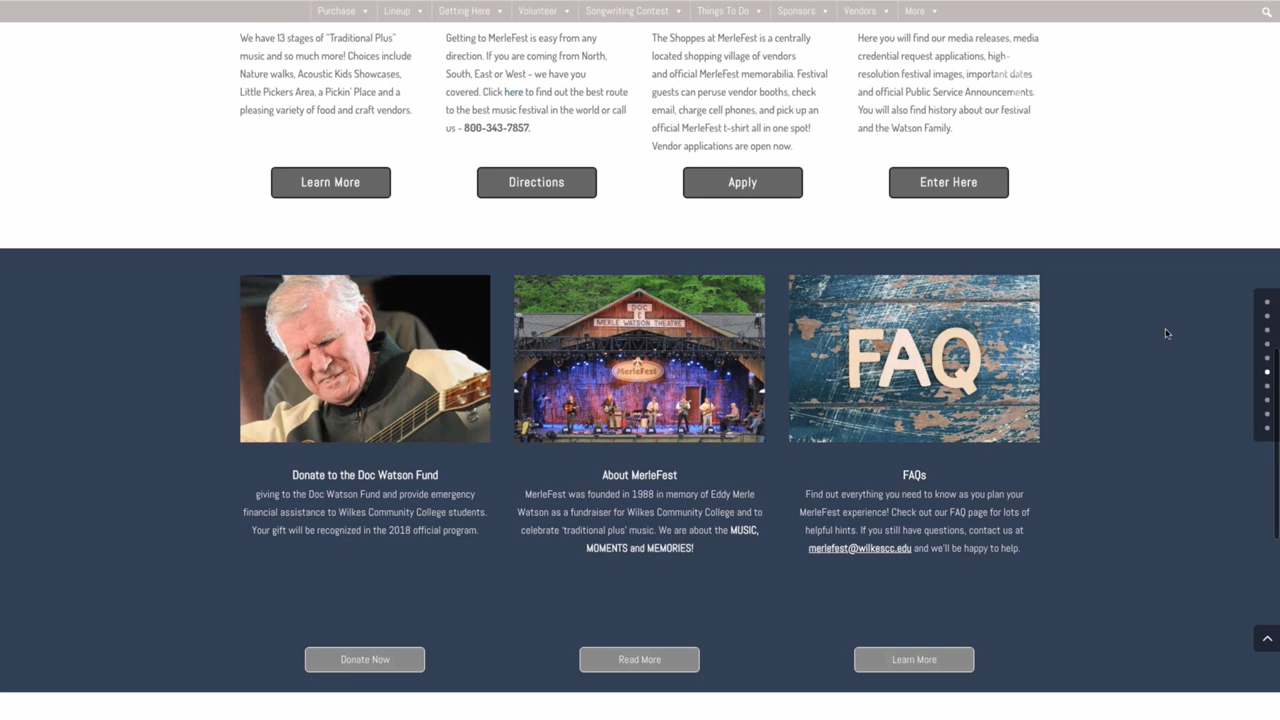 Purchase Lineup Getting Here Volunteer Songwriting Contest Things To Do Sponsors Vendors More
We have 13 stages of "Traditional Plus"
music and so much more! Choices include
Nature walks, Acoustic Kids Showcases,
Little Pickers Area, a Pickin' Place and a
pleasing variety of food and craft vendors.
Learn More
Getting to MerleFest is easy from any
direction. If you are coming from North,
South, East or West - we have you
covered. Click here to find out the best route
to the best music festival in the world or call
us - 800-343-7857.
Directions
The Shoppes at MerleFest is a centrally
located shopping village of vendors
and official MerleFest memorabilia. Festival
guests can peruse vendor booths, check
email, charge cell phones, and pick up an
official MerleFest t-shirt all in one spot!
Vendor applications are open now.
Apply
Here you will find our media releases, media
credential request applications, high-
resolution festival images, important dates
and official Public Service Announcements.
You will also find history about our festival
and the Watson Family.
Enter Here
Donate to the Doc Watson Fund
giving to the Doc Watson Fund and provide emergency
financial assistance to Wilkes Community College students.
Your gift will be recognized in the 2018 official program.
Donate Now
DOC
&
MERLE WATSON THEATRE
MerleFest
About MerleFest
MerleFest was founded in 1988 in memory of Eddy Merle
Watson as a fundraiser for Wilkes Community College and to
celebrate 'traditional plus' music. We are about the MUSIC,
MOMENTS and MEMORIES!
Read More
FAQ
FAQs
Find out everything you need to know as you plan your
MerleFest experience! Check out our FAQ page for lots of
helpful hints. If you still have questions, contact us at
merlefest@wilkescc.edu and we'll be happy to help.
Learn More